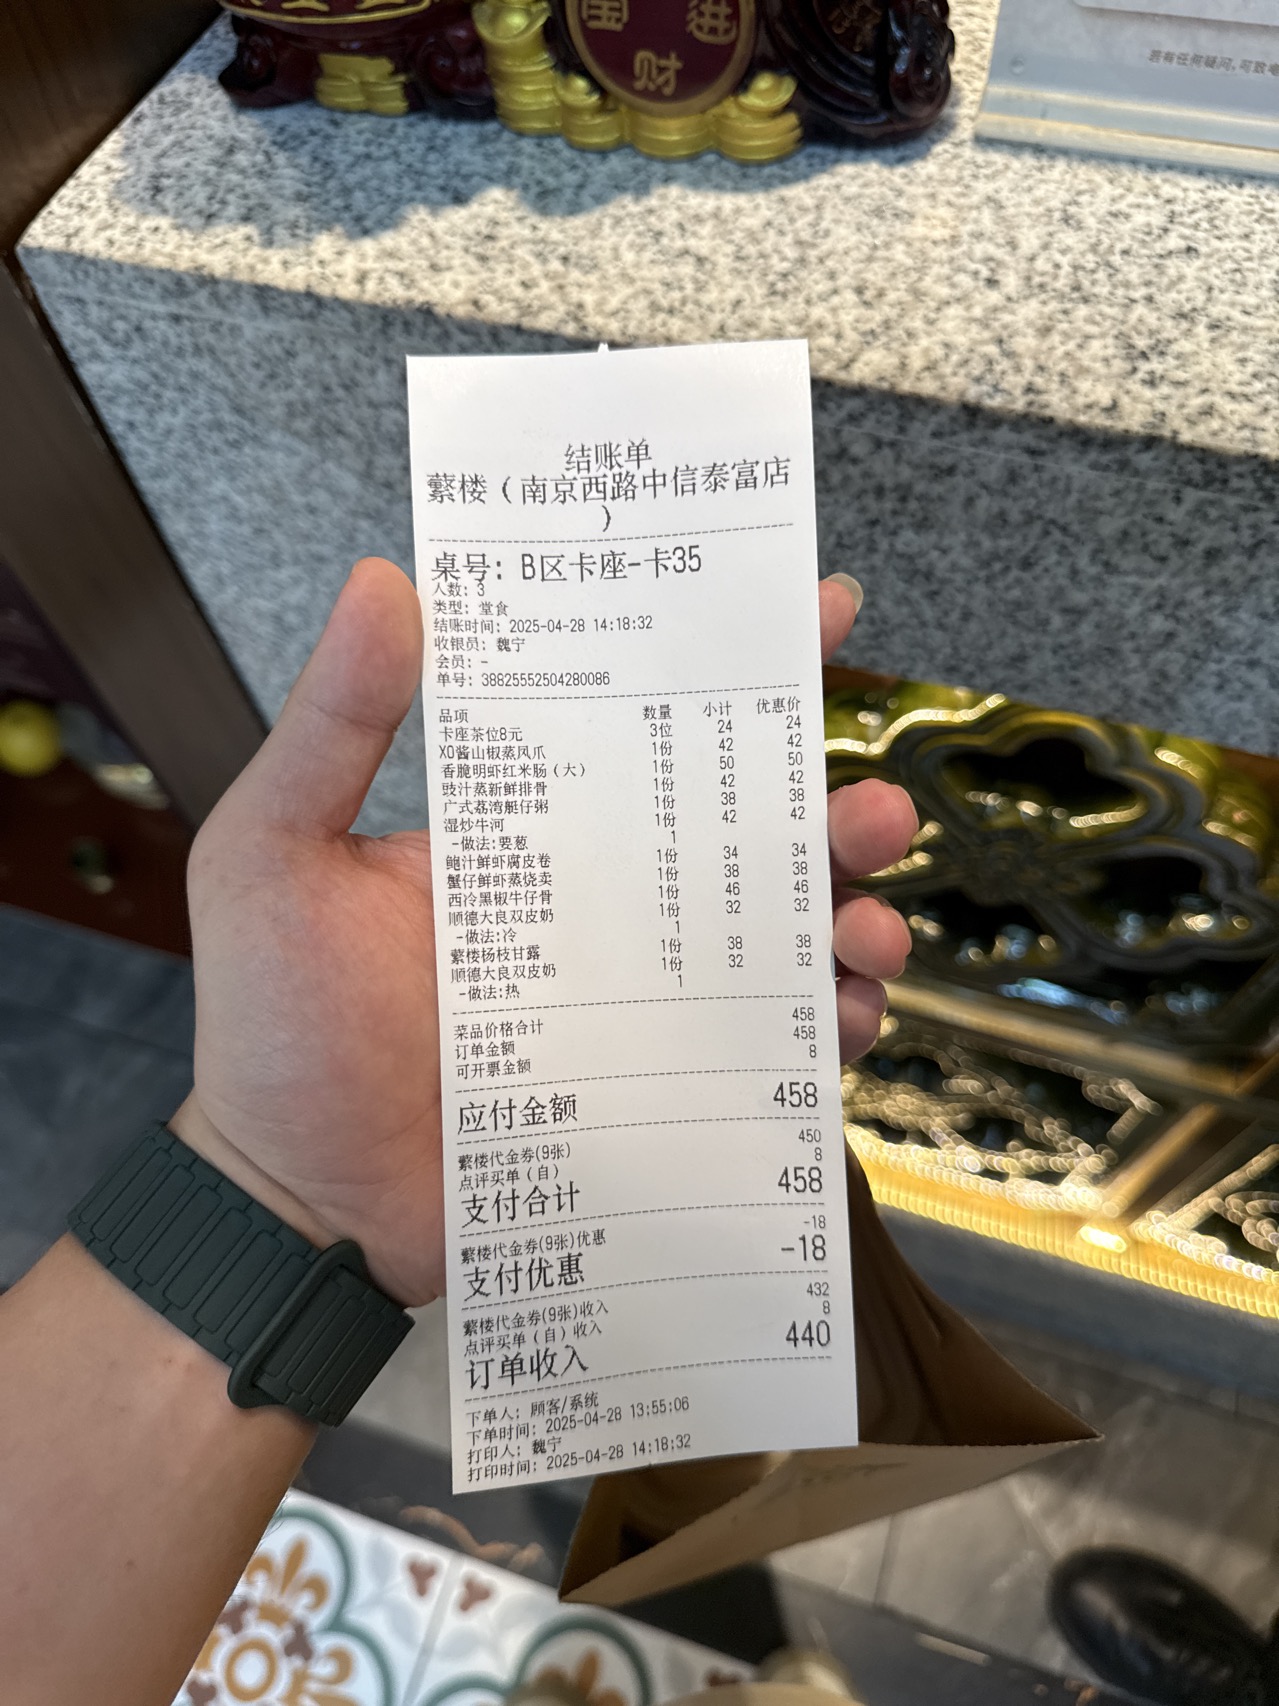 进
财
若有任何疑问,可致电
结账单
蘩楼（南京西路中信泰富店
）
桌号: B区卡座-卡35
人数: 3
类型: 堂食
结账时间: 2025-04-28 14:18:32
收银员: 魏宁
会员: -
单号: 38825552504280086
品项 数量 小计 优惠价
卡座茶位8元 3位 24 24
XO酱山椒蒸凤爪 1份 42 42
香脆明虾红米肠（大） 1份 50 50
豉汁蒸新鲜排骨 1份 42 42
广式荔湾艇仔粥 1份 38 38
湿炒牛河 1份 42 42
-做法:要葱 1
鲍汁鲜虾腐皮卷 1份 34 34
蟹仔鲜虾蒸烧卖 1份 38 38
西冷黑椒牛仔骨 1份 46 46
顺德大良双皮奶 1份 32 32
-做法:冷 1
蘩楼杨枝甘露 1份 38 38
顺德大良双皮奶 1份 32 32
-做法:热 1
菜品价格合计 458
订单金额 458
可开票金额 8
应付金额 458
蘩楼代金券(9张) 450
点评买单（自） 8
支付合计 458
蘩楼代金券(9张)优惠 -18
支付优惠 -18
蘩楼代金券(9张)收入 432
点评买单（自）收入 8
订单收入 440
下单人: 顾客/系统
下单时间: 2025-04-28 13:55:06
打印人: 魏宁
打印时间: 2025-04-28 14:18:32